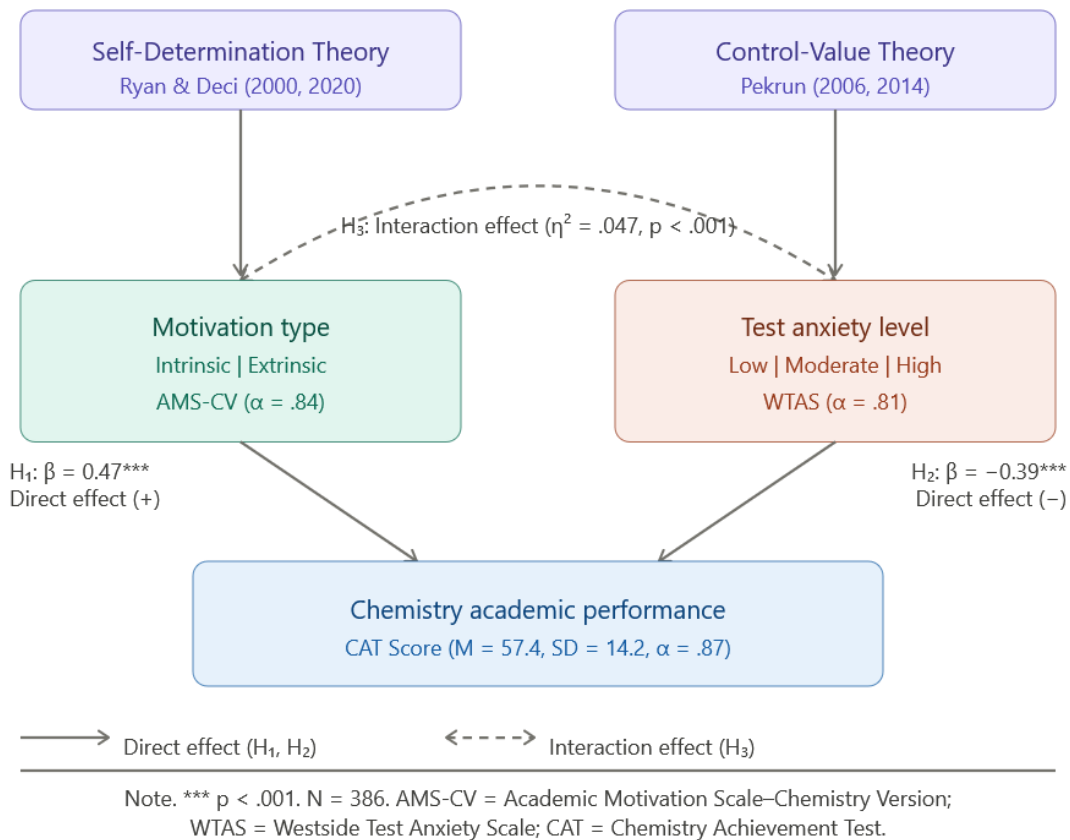 Self-Determination Theory
Ryan & Deci (2000, 2020)
Control-Value Theory
Pekrun (2006, 2014)
H₃: Interaction effect (η² = .047, p < .001)
Motivation type
Intrinsic | Extrinsic
AMS-CV (α = .84)
Test anxiety level
Low | Moderate | High
WTAS (α = .81)
H₁: β = 0.47***
Direct effect (+)
H₂: β = −0.39***
Direct effect (−)
Chemistry academic performance
CAT Score (M = 57.4, SD = 14.2, α = .87)
Direct effect (H₁, H₂)
Interaction effect (H₃)
Note. *** p < .001. N = 386. AMS-CV = Academic Motivation Scale–Chemistry Version;
WTAS = Westside Test Anxiety Scale; CAT = Chemistry Achievement Test.